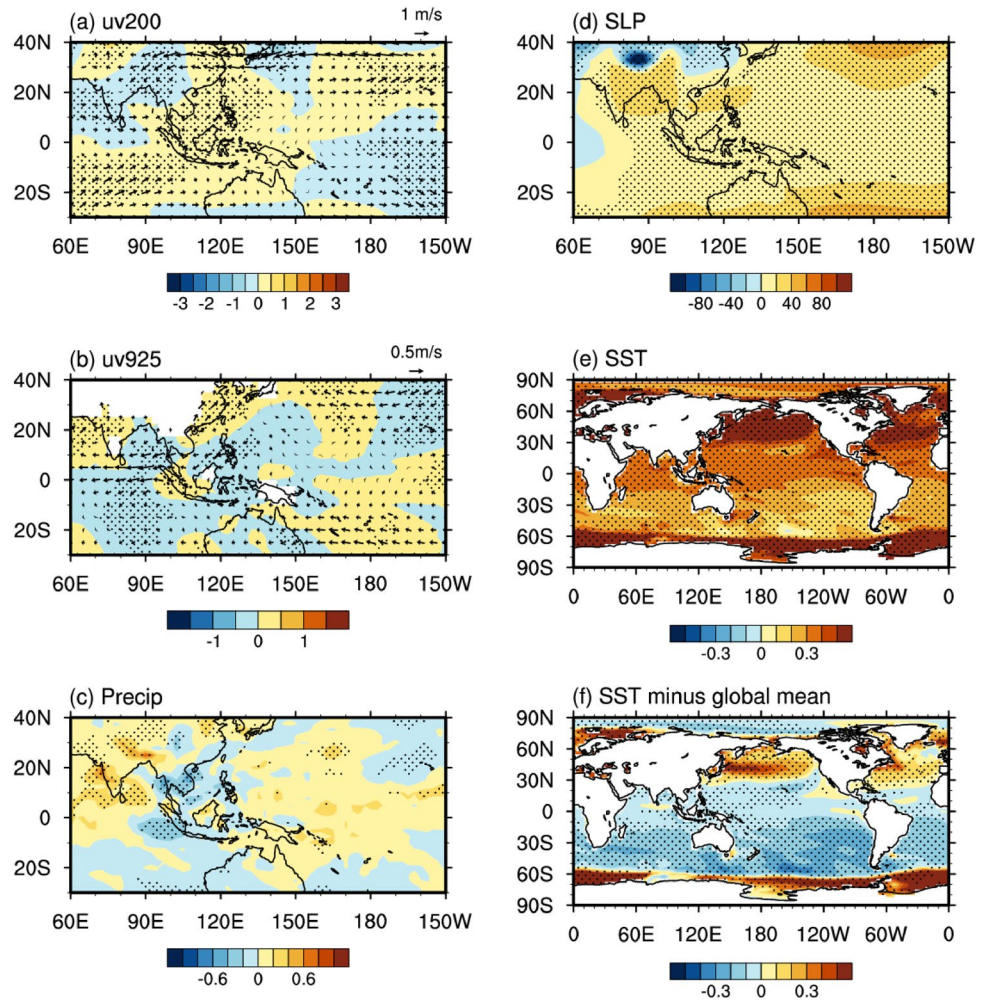 (a) uv200
1 m/s
40N
20N
0
20S
60E 90E 120E 150E 180 150W
-3 -2 -1 0 1 2 3
(b) uv925
0.5m/s
40N
20N
0
20S
60E 90E 120E 150E 180 150W
-1 0 1
(c) Precip
40N
20N
0
20S
60E 90E 120E 150E 180 150W
-0.6 0 0.6
(d) SLP
40N
20N
0
20S
60E 90E 120E 150E 180 150W
-80 -40 0 40 80
(e) SST
90N
60N
30N
0
30S
60S
90S
0 60E 120E 180 120W 60W 0
-0.3 0 0.3
(f) SST minus global mean
90N
60N
30N
0
30S
60S
90S
0 60E 120E 180 120W 60W 0
-0.3 0 0.3